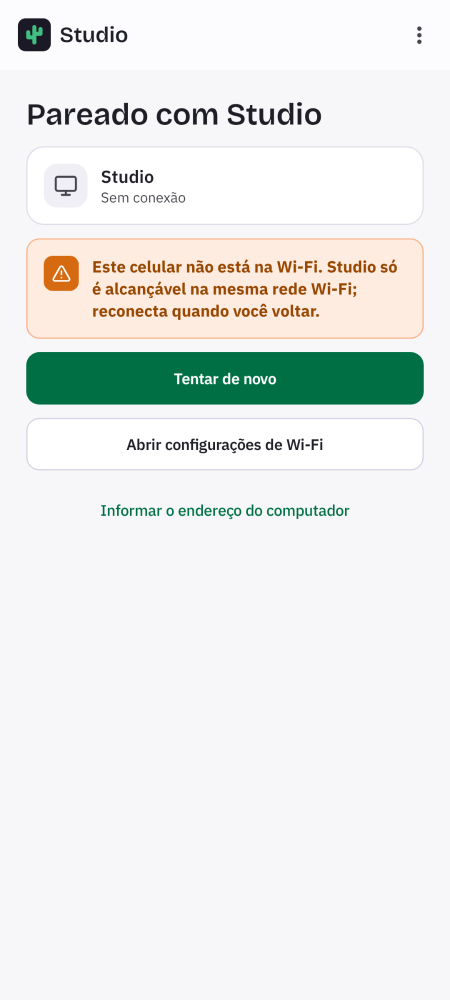 Studio
Pareado com Studio
Studio
Sem conexão
Este celular não está na Wi-Fi. Studio só
é alcançável na mesma rede Wi-Fi;
reconecta quando você voltar.
Tentar de novo
Abrir configurações de Wi-Fi
Informar o endereço do computador